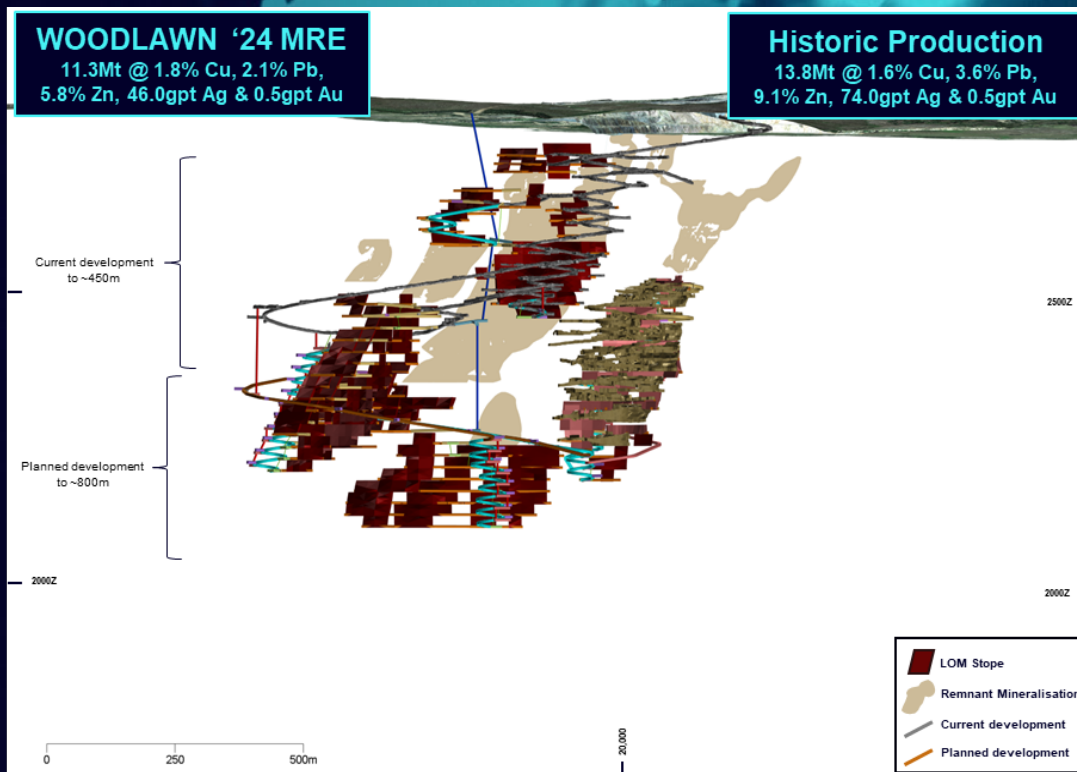 WOODLAWN ‘24 MRE
11.3Mt @ 1.8% Cu, 2.1% Pb,
5.8% Zn, 46.0gpt Ag & 0.5gpt Au
Historic Production
13.8Mt @ 1.6% Cu, 3.6% Pb,
9.1% Zn, 74.0gpt Ag & 0.5gpt Au
Current development
to ~450m
2500Z
Planned development
to ~800m
2000Z
2000Z
LOM Stope
Remnant Mineralisation
Current development
Planned development
0
250
500m
20,000